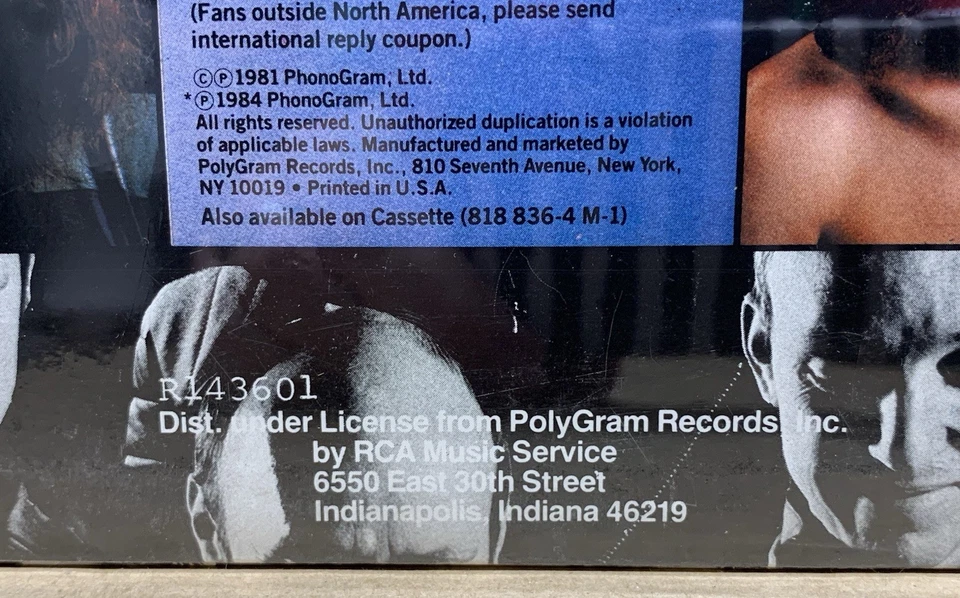 (Fans outside North America, please send
international reply coupon.)
©℗1981 PhonoGram, Ltd.
*℗1984 PhonoGram, Ltd.
All rights reserved. Unauthorized duplication is a violation
of applicable laws. Manufactured and marketed by
PolyGram Records, Inc., 810 Seventh Avenue, New York,
NY 10019 • Printed in U.S.A.
Also available on Cassette (818 836-4 M-1)
R143601
Dist. under License from PolyGram Records, Inc.
by RCA Music Service
6550 East 30th Street
Indianapolis, Indiana 46219